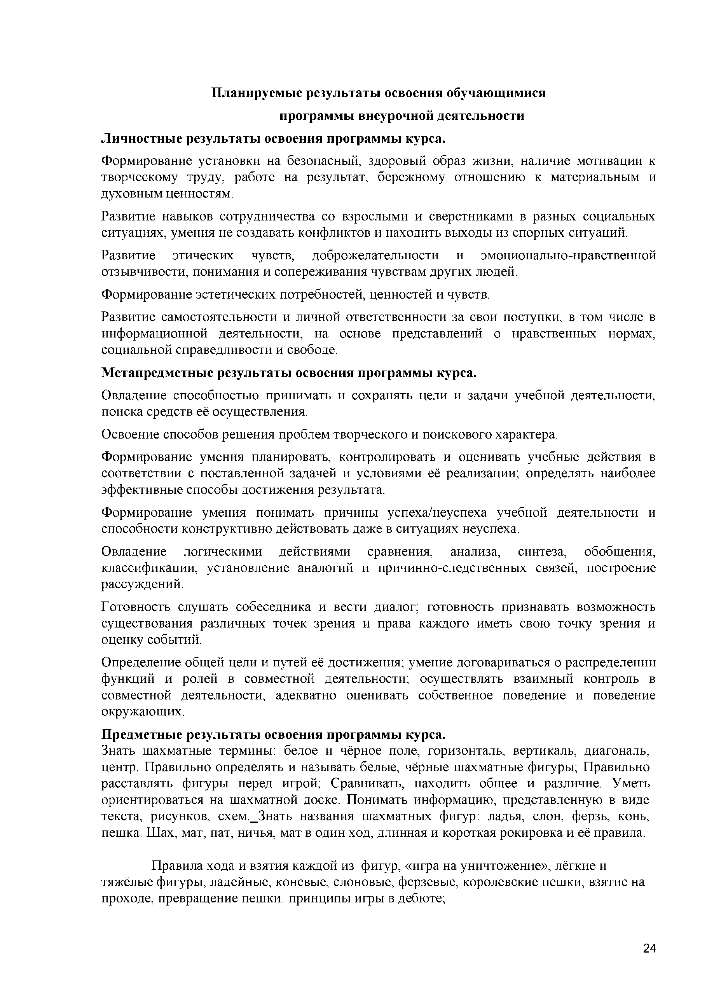 Планируемые результаты освоения обучающимися
программы внеурочной деятельности
Личностные результаты освоения программы курса.
Формирование установки на безопасный, здоровый образ жизни, наличие мотивации к
творческому труду, работе на результат, бережному отношению к материальным и
духовным ценностям.
Развитие навыков сотрудничества со взрослыми и сверстниками в разных социальных
ситуациях, умения не создавать конфликтов и находить выходы из спорных ситуаций.
Развитие этических чувств, доброжелательности и эмоционально-нравственной
отзывчивости, понимания и сопереживания чувствам других людей.
Формирование эстетических потребностей, ценностей и чувств.
Развитие самостоятельности и личной ответственности за свои поступки, в том числе в
информационной деятельности, на основе представлений о нравственных нормах,
социальной справедливости и свободе.
Метапредметные результаты освоения программы курса.
Овладение способностью принимать и сохранять цели и задачи учебной деятельности,
поиска средств её осуществления.
Освоение способов решения проблем творческого и поискового характера.
Формирование умения планировать, контролировать и оценивать учебные действия в
соответствии с поставленной задачей и условиями её реализации; определять наиболее
эффективные способы достижения результата.
Формирование умения понимать причины успеха/неуспеха учебной деятельности и
способности конструктивно действовать даже в ситуациях неуспеха.
Овладение логическими действиями сравнения, анализа, синтеза, обобщения,
классификации, установление аналогий и причинно-следственных связей, построение
рассуждений.
Готовность слушать собеседника и вести диалог; готовность признавать возможность
существования различных точек зрения и права каждого иметь свою точку зрения и
оценку событий.
Определение общей цели и путей её достижения; умение договариваться о распределении
функций и ролей в совместной деятельности; осуществлять взаимный контроль в
совместной деятельности, адекватно оценивать собственное поведение и поведение
окружающих.
Предметные результаты освоения программы курса.
Знать шахматные термины: белое и чёрное поле, горизонталь, вертикаль, диагональ,
центр. Правильно определять и называть белые, чёрные шахматные фигуры; Правильно
расставлять фигуры перед игрой; Сравнивать, находить общее и различие. Уметь
ориентироваться на шахматной доске. Понимать информацию, представленную в виде
текста, рисунков, схем._Знать названия шахматных фигур: ладья, слон, ферзь, конь,
пешка. Шах, мат, пат, ничья, мат в один ход, длинная и короткая рокировка и её правила.
Правила хода и взятия каждой из фигур, «игра на уничтожение», лёгкие и
тяжёлые фигуры, ладейные, коневые, слоновые, ферзевые, королевские пешки, взятие на
проходе, превращение пешки. принципы игры в дебюте;
24